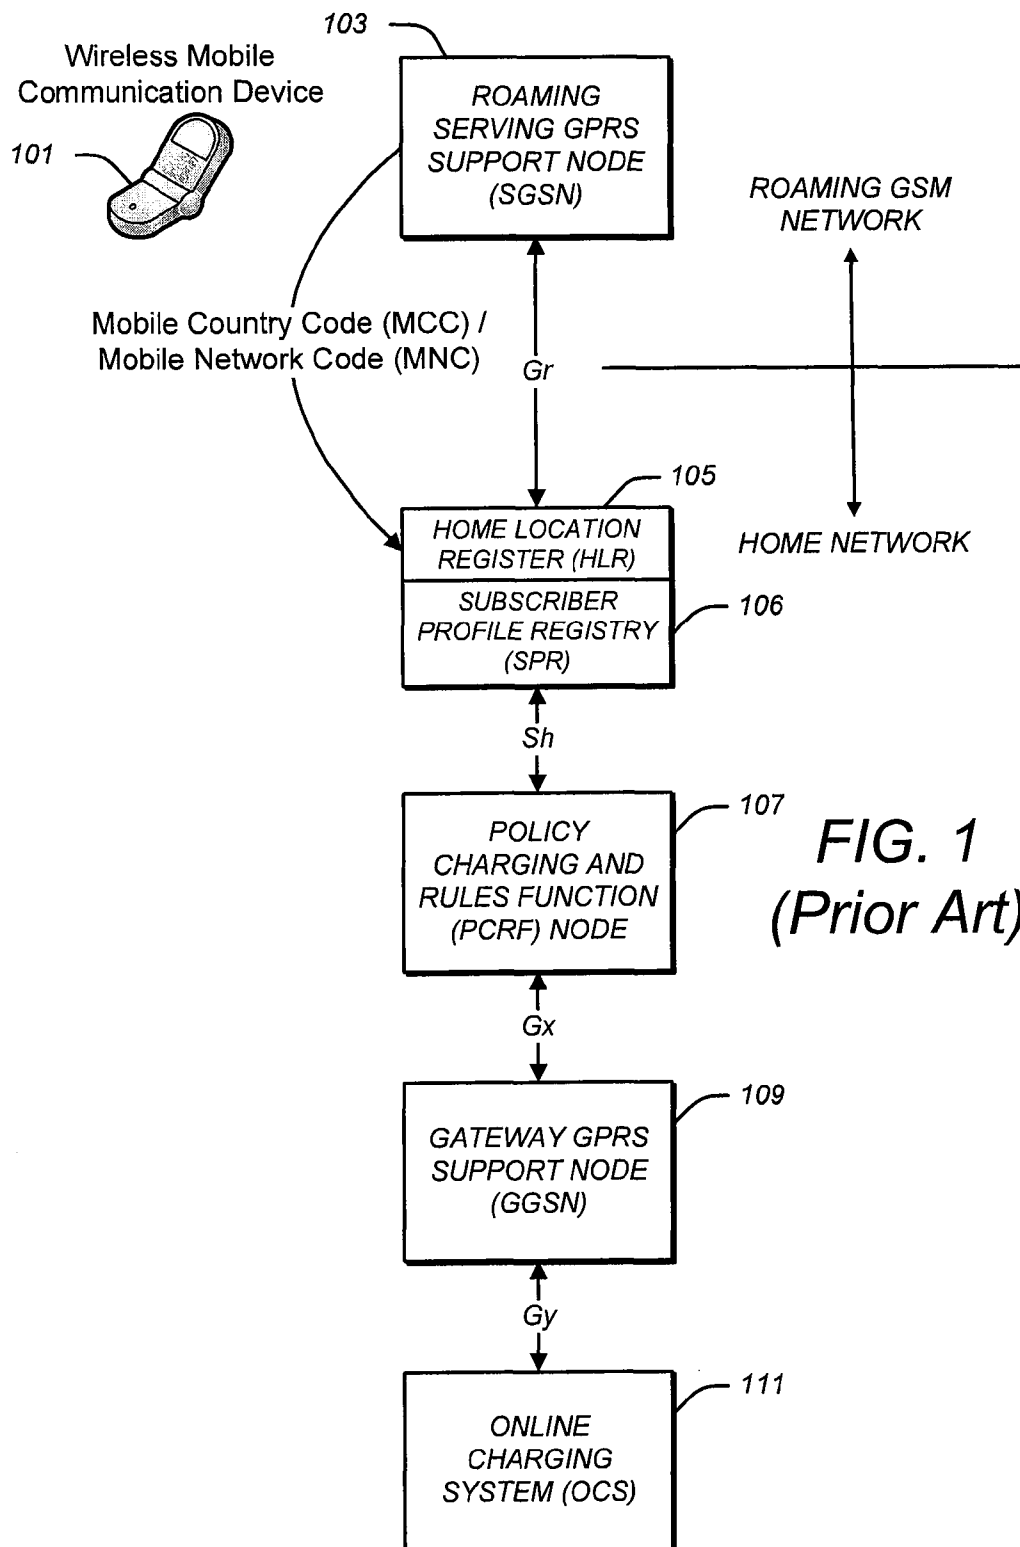 103
Wireless Mobile
Communication Device
101
ROAMING
SERVING GPRS
SUPPORT NODE
(SGSN)
ROAMING GSM
NETWORK
Mobile Country Code (MCC) /
Mobile Network Code (MNC)
Gr
105
HOME LOCATION
REGISTER (HLR)
HOME NETWORK
SUBSCRIBER
PROFILE REGISTRY
(SPR)
106
Sh
107
POLICY
CHARGING AND
RULES FUNCTION
(PCRF) NODE
FIG. 1
(Prior Art)
Gx
109
GATEWAY GPRS
SUPPORT NODE
(GGSN)
Gy
111
ONLINE
CHARGING
SYSTEM (OCS)